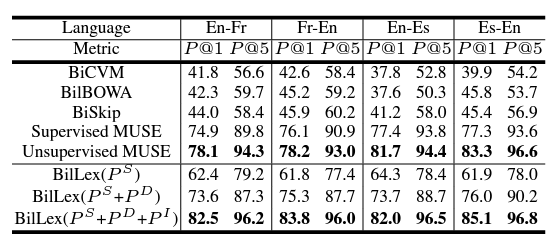 Language En-Fr Fr-En En-Es Es-En
Metric P@1 P@5 P@1 P@5 P@1 P@5 P@1 P@5
BiCVM 41.8 56.6 42.6 58.4 37.8 52.8 39.9 54.2
BilBOWA 42.3 59.7 45.2 59.2 37.6 50.3 45.8 53.7
BiSkip 44.0 58.4 45.9 60.2 41.2 58.0 45.4 56.9
Supervised MUSE 74.9 89.8 76.1 90.9 77.4 93.8 77.3 93.6
Unsupervised MUSE 78.1 94.3 78.2 93.0 81.7 94.4 83.3 96.6
BilLex(P^S) 62.4 79.2 61.8 77.4 64.3 78.4 61.9 78.0
BilLex(P^S+P^D) 73.6 87.3 75.3 87.7 73.7 88.7 76.0 90.2
BilLex(P^S+P^D+P^I) 82.5 96.2 83.8 96.0 82.0 96.5 85.1 96.8